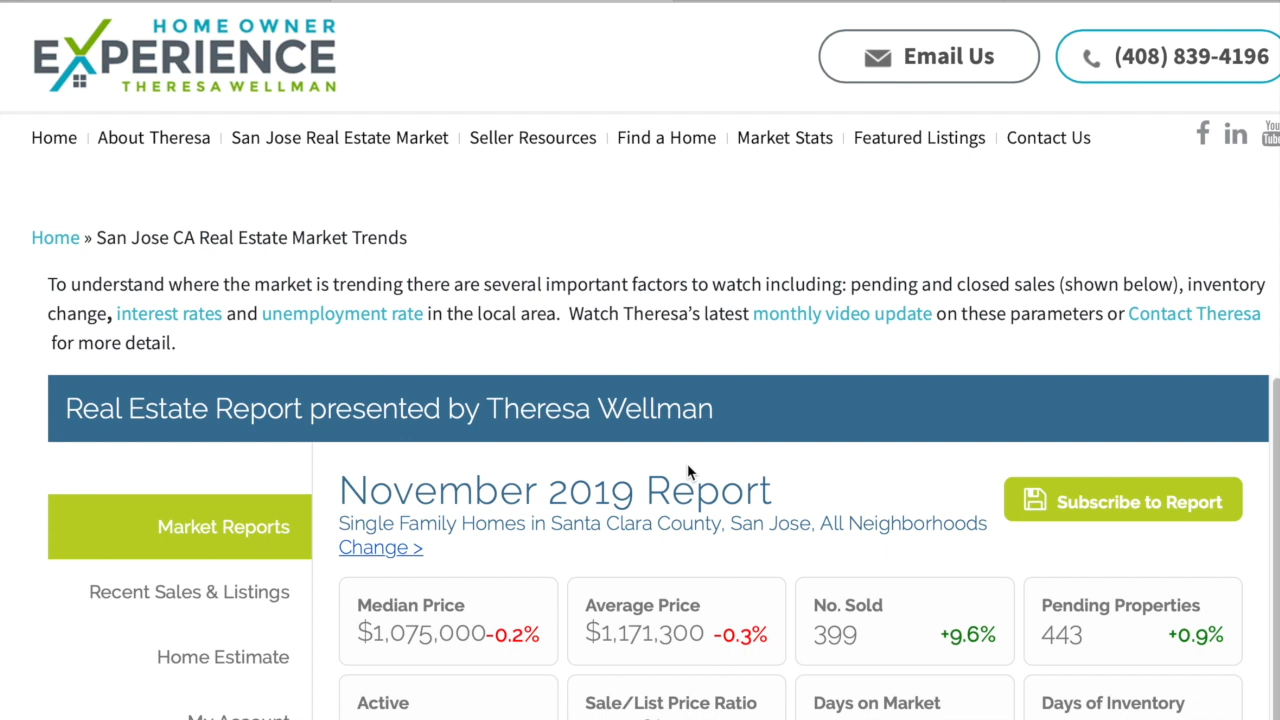 HOME OWNER
EXPERIENCE
THERESA WELLMAN
Email Us
(408) 839-4196
Home
About Theresa
San Jose Real Estate Market
Seller Resources
Find a Home
Market Stats
Featured Listings
Contact Us
f
in
You
Tube
Home » San Jose CA Real Estate Market Trends
To understand where the market is trending there are several important factors to watch including: pending and closed sales (shown below), inventory
change, interest rates and unemployment rate in the local area. Watch Theresa's latest monthly video update on these parameters or Contact Theresa
for more detail.
Real Estate Report presented by Theresa Wellman
Market Reports
Recent Sales & Listings
Home Estimate
My Account
November 2019 Report
Subscribe to Report
Single Family Homes in Santa Clara County, San Jose, All Neighborhoods
Change >
Median Price
$1,075,000 -0.2%
Average Price
$1,171,300 -0.3%
No. Sold
399 +9.6%
Pending Properties
443 +0.9%
Active
Sale/List Price Ratio
Days on Market
Days of Inventory